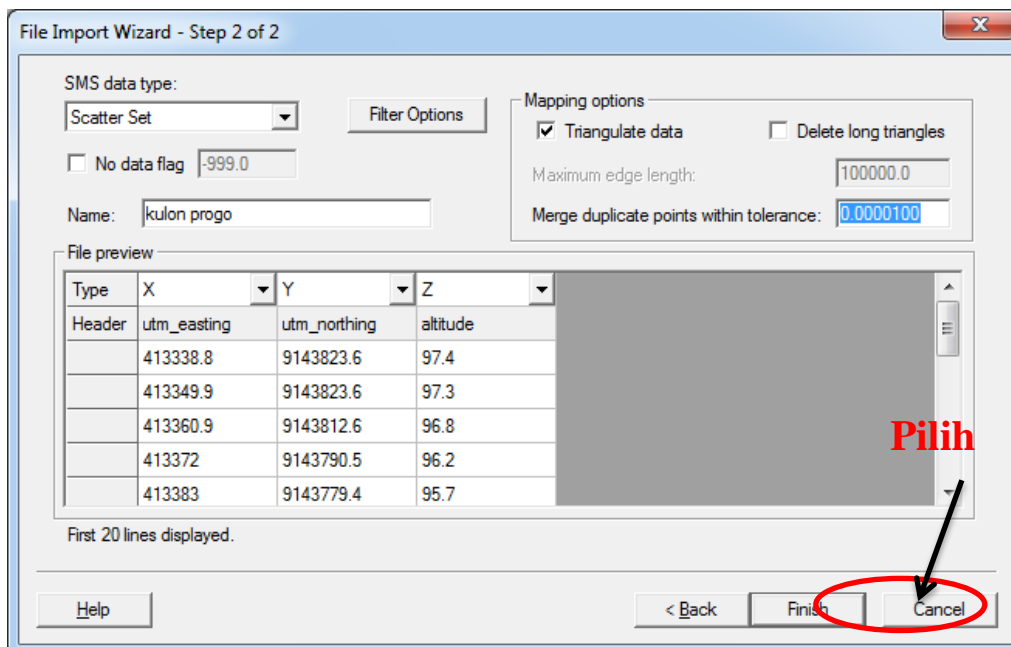 File Import Wizard - Step 2 of 2
SMS data type:
Scatter Set
Filter Options
No data flag -999.0
Name: kulon progo
Mapping options
Triangulate data Delete long triangles
Maximum edge length: 100000.0
Merge duplicate points within tolerance: 0.0000100
File preview
Type X Y Z
Header utm_easting utm_northing altitude
413338.8 9143823.6 97.4
413349.9 9143823.6 97.3
413360.9 9143812.6 96.8
413372 9143790.5 96.2
413383 9143779.4 95.7
Pilih
First 20 lines displayed.
Help < Back Finish Cancel